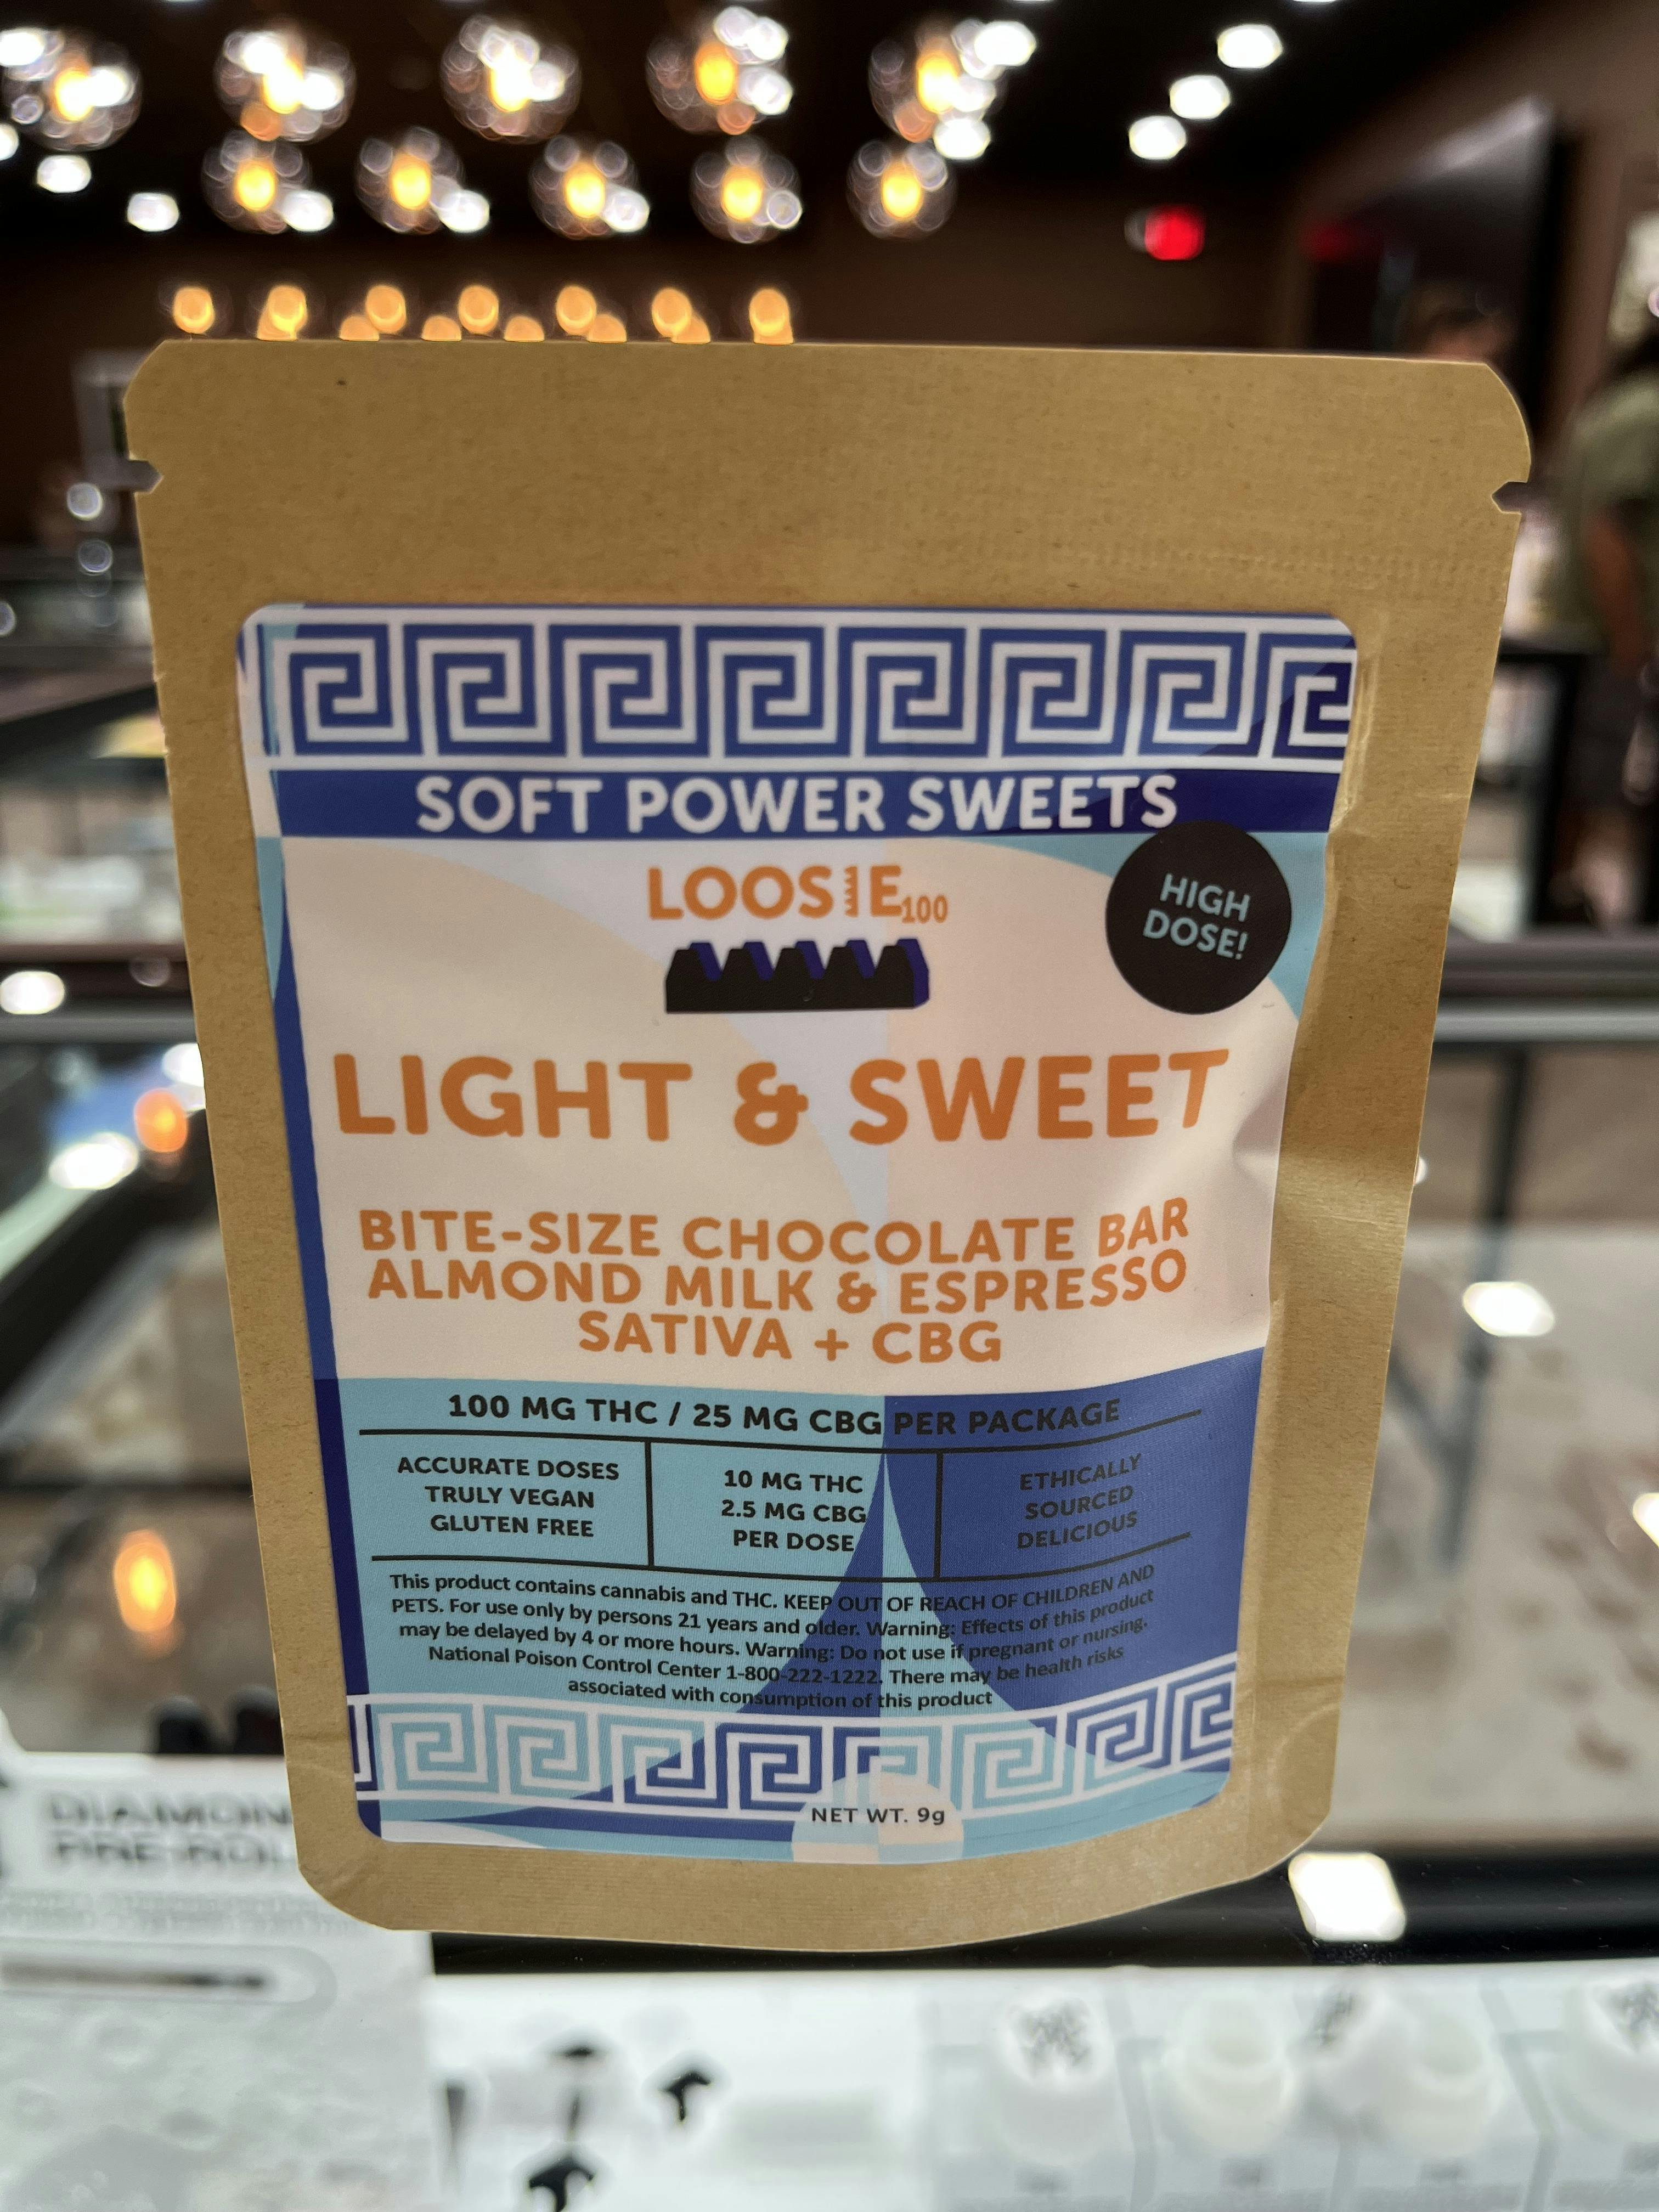 SOFT POWER SWEETS
LOOSIE100
HIGH
DOSE!
LIGHT & SWEET
BITE-SIZE CHOCOLATE BAR
ALMOND MILK & ESPRESSO
SATIVA + CBG
100 MG THC / 25 MG CBG PER PACKAGE
ACCURATE DOSES
TRULY VEGAN
GLUTEN FREE
10 MG THC
2.5 MG CBG
PER DOSE
ETHICALLY
SOURCED
DELICIOUS
This product contains cannabis and THC. KEEP OUT OF REACH OF CHILDREN AND
PETS. For use only by persons 21 years and older. Warning: Effects of this product
may be delayed by 4 or more hours. Warning: Do not use if pregnant or nursing.
National Poison Control Center 1-800-222-1222. There may be health risks
associated with consumption of this product
NET WT. 9g
DIAMON
PRE-ROL